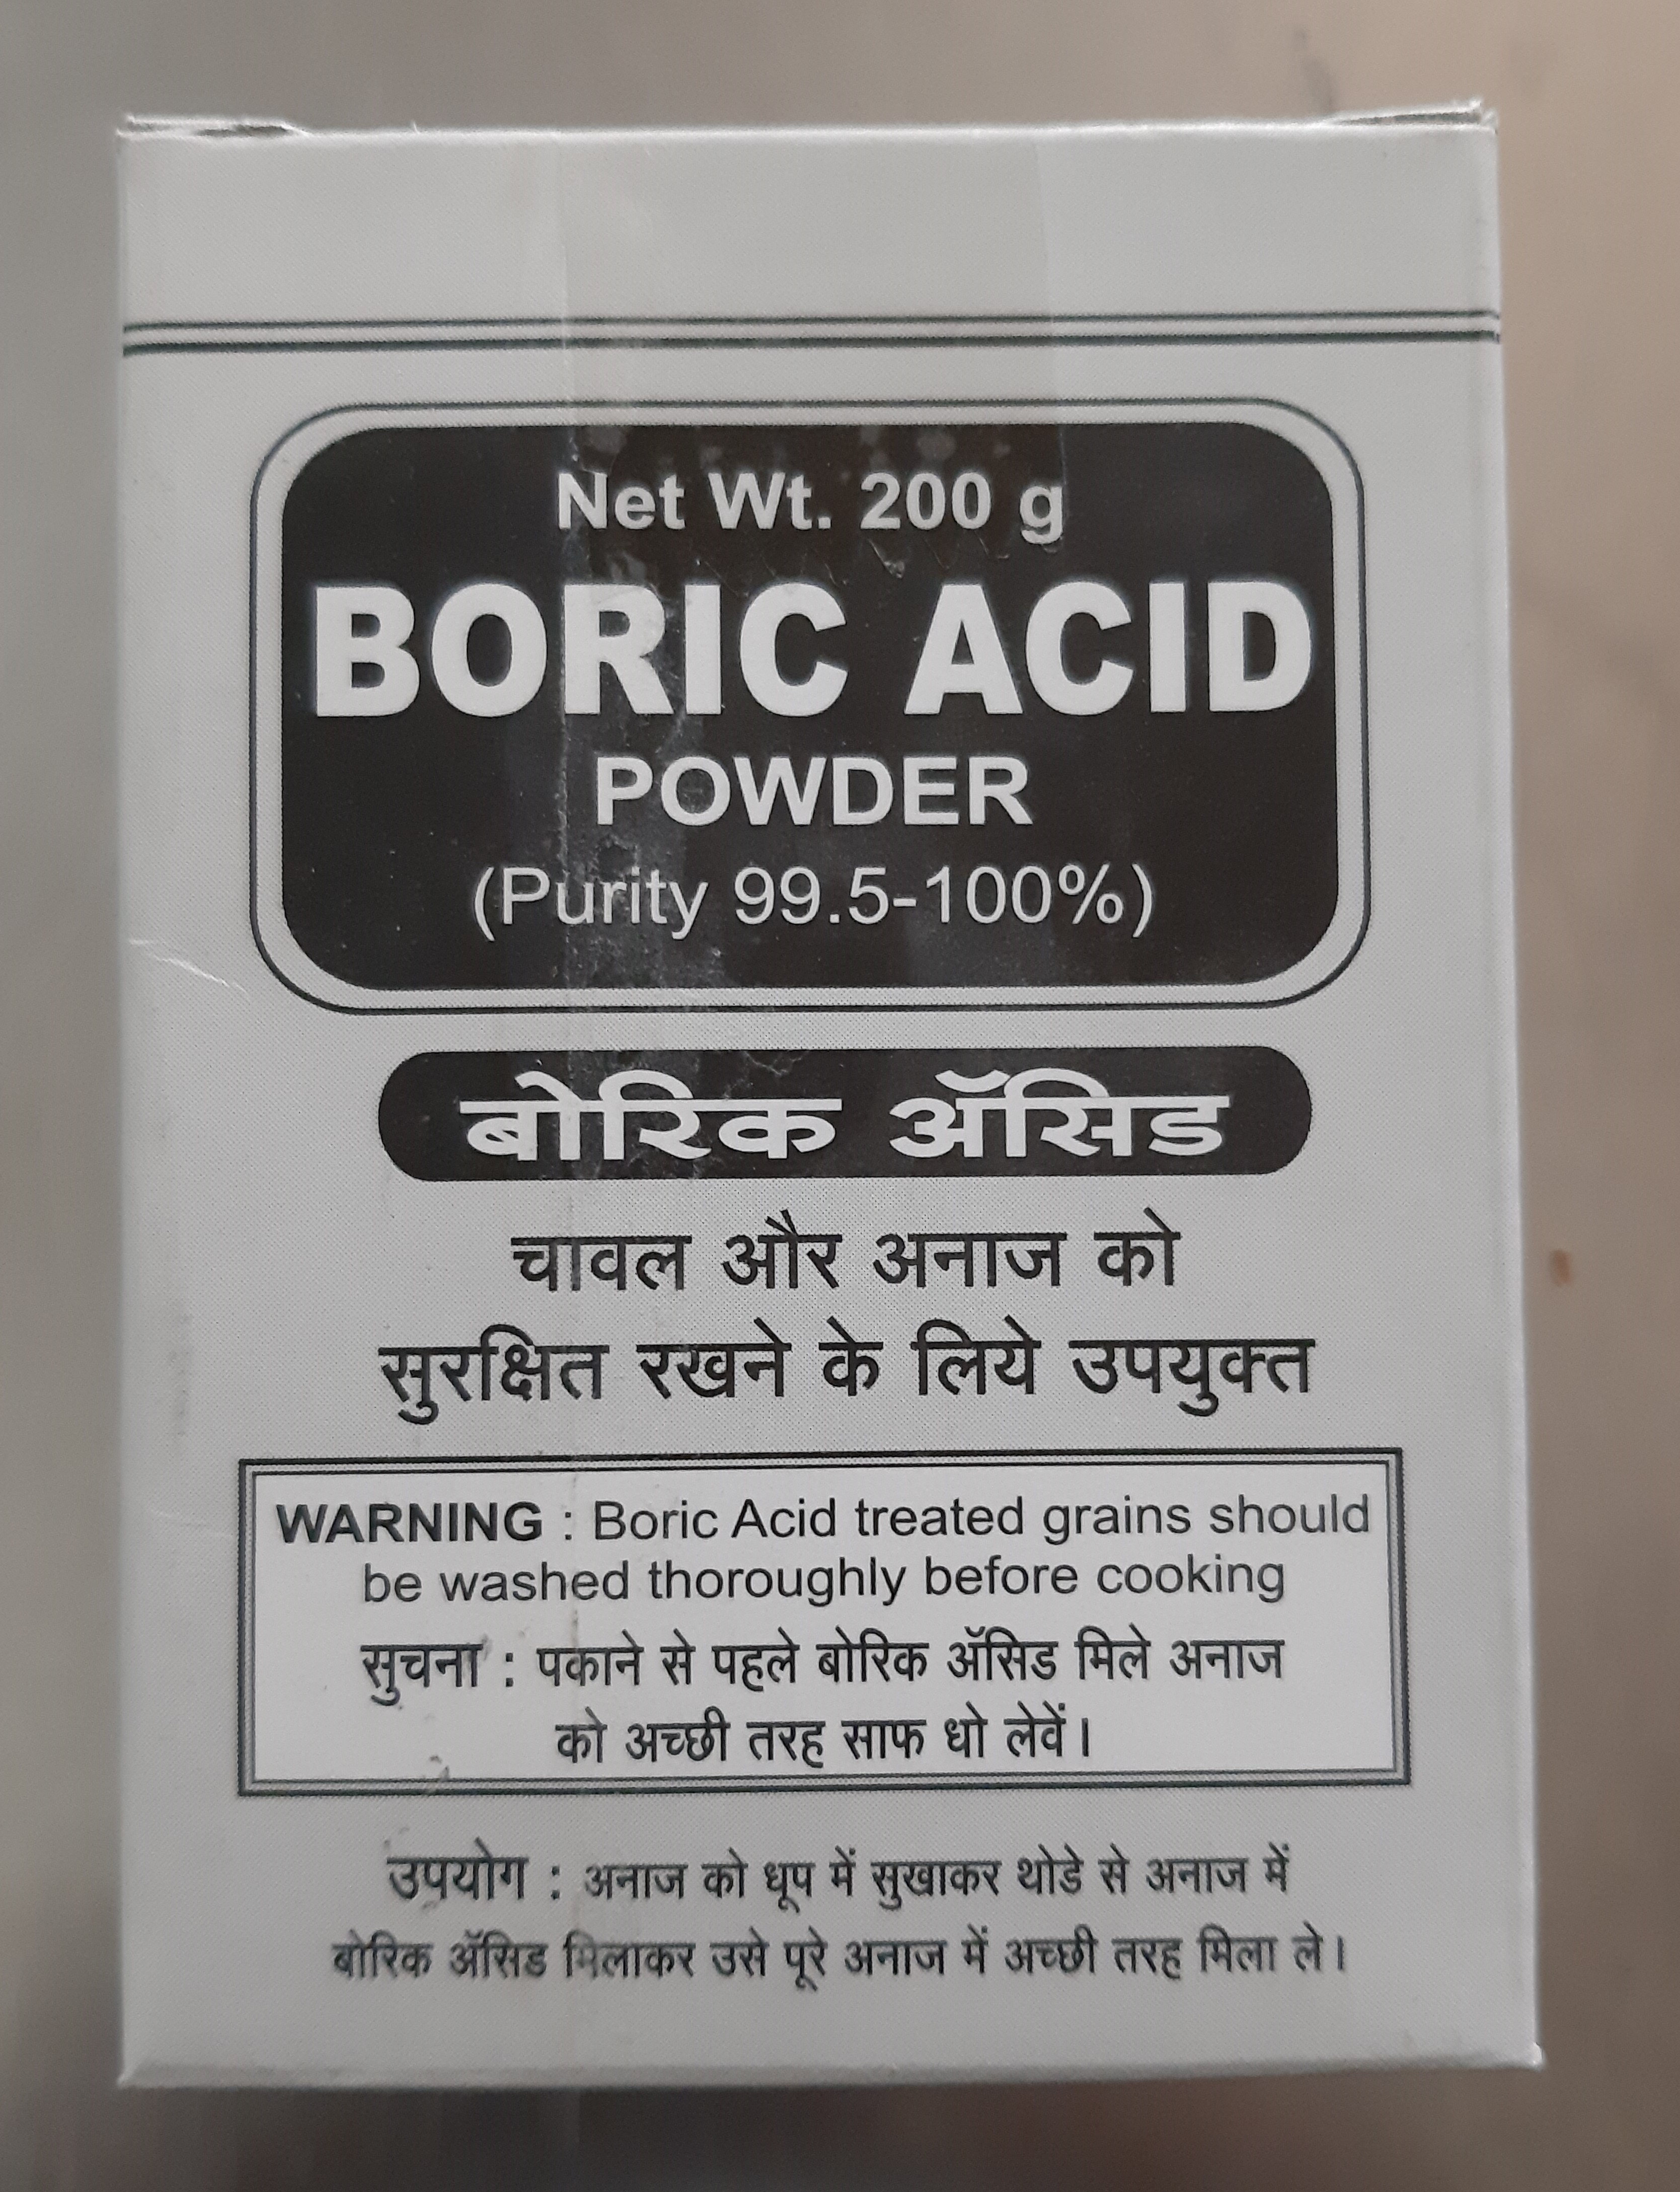 Net Wt. 200 g
BORIC ACID
POWDER
(Purity 99.5-100%)
बोरिक ॲसिड
चावल और अनाज को
सुरक्षित रखने के लिये उपयुक्त
WARNING : Boric Acid treated grains should
be washed thoroughly before cooking
सुचना : पकाने से पहले बोरिक ॲसिड मिले अनाज
को अच्छी तरह साफ धो लेवें।
उपयोग : अनाज को धूप में सुखाकर थोडे से अनाज में
बोरिक ॲसिड मिलाकर उसे पूरे अनाज में अच्छी तरह मिला ले।